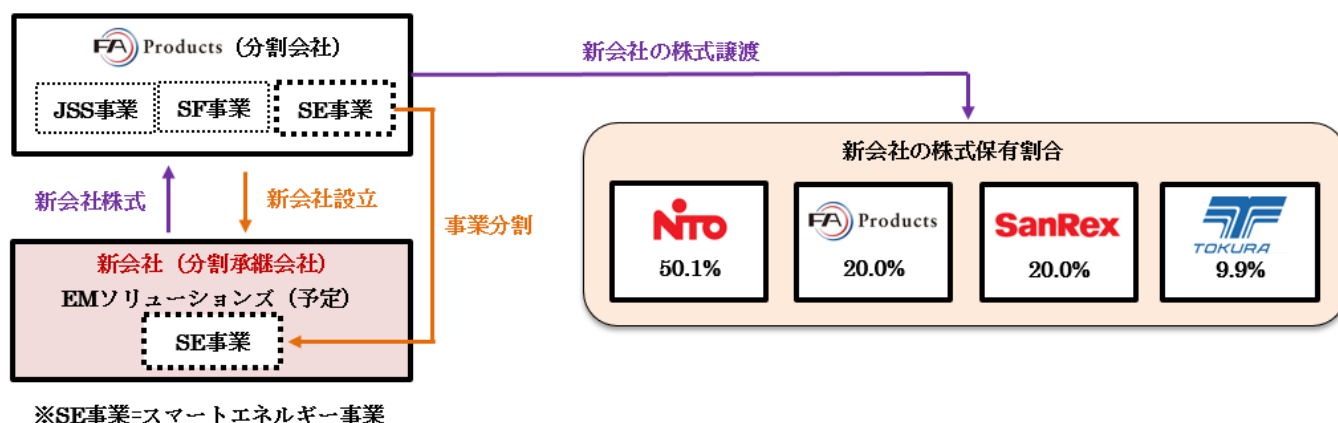 FA Products (分割会社)
JSS事業
SF事業
SE事業
新会社株式
新会社設立
事業分割
新会社(分割承継会社)
EMソリューションズ(予定)
SE事業
※SE事業=スマートエネルギー事業
新会社の株式譲渡
新会社の株式保有割合
NITO
50.1%
FA Products
20.0%
SanRex
20.0%
TOKURA
9.9%